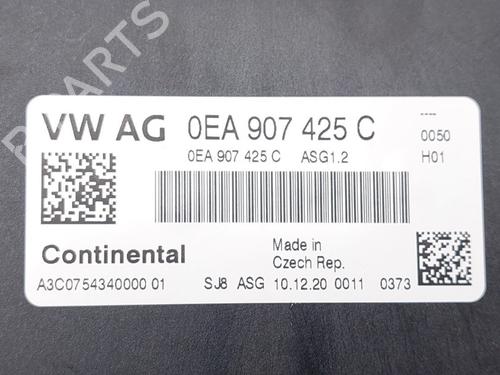 PARTS
VW AG 0EA 907 425 C ----
0EA 907 425 C ASG1.2 0050
H01
Continental Made in
Czech Rep.
A3C0754340000 01 SJ8 ASG 10.12.20 0011 0373